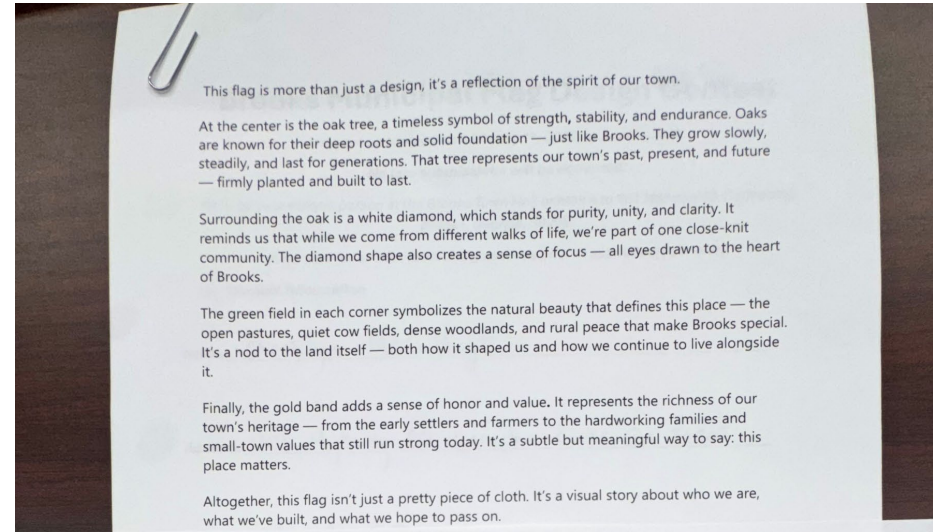 This flag is more than just a design, it's a reflection of the spirit of our town.
At the center is the oak tree, a timeless symbol of strength, stability, and endurance. Oaks
are known for their deep roots and solid foundation — just like Brooks. They grow slowly,
steadily, and last for generations. That tree represents our town's past, present, and future
— firmly planted and built to last.
Surrounding the oak is a white diamond, which stands for purity, unity, and clarity. It
reminds us that while we come from different walks of life, we're part of one close-knit
community. The diamond shape also creates a sense of focus — all eyes drawn to the heart
of Brooks.
The green field in each corner symbolizes the natural beauty that defines this place — the
open pastures, quiet cow fields, dense woodlands, and rural peace that make Brooks special.
It's a nod to the land itself — both how it shaped us and how we continue to live alongside
it.
Finally, the gold band adds a sense of honor and value. It represents the richness of our
town's heritage — from the early settlers and farmers to the hardworking families and
small-town values that still run strong today. It's a subtle but meaningful way to say: this
place matters.
Altogether, this flag isn't just a pretty piece of cloth. It's a visual story about who we are,
what we've built, and what we hope to pass on.